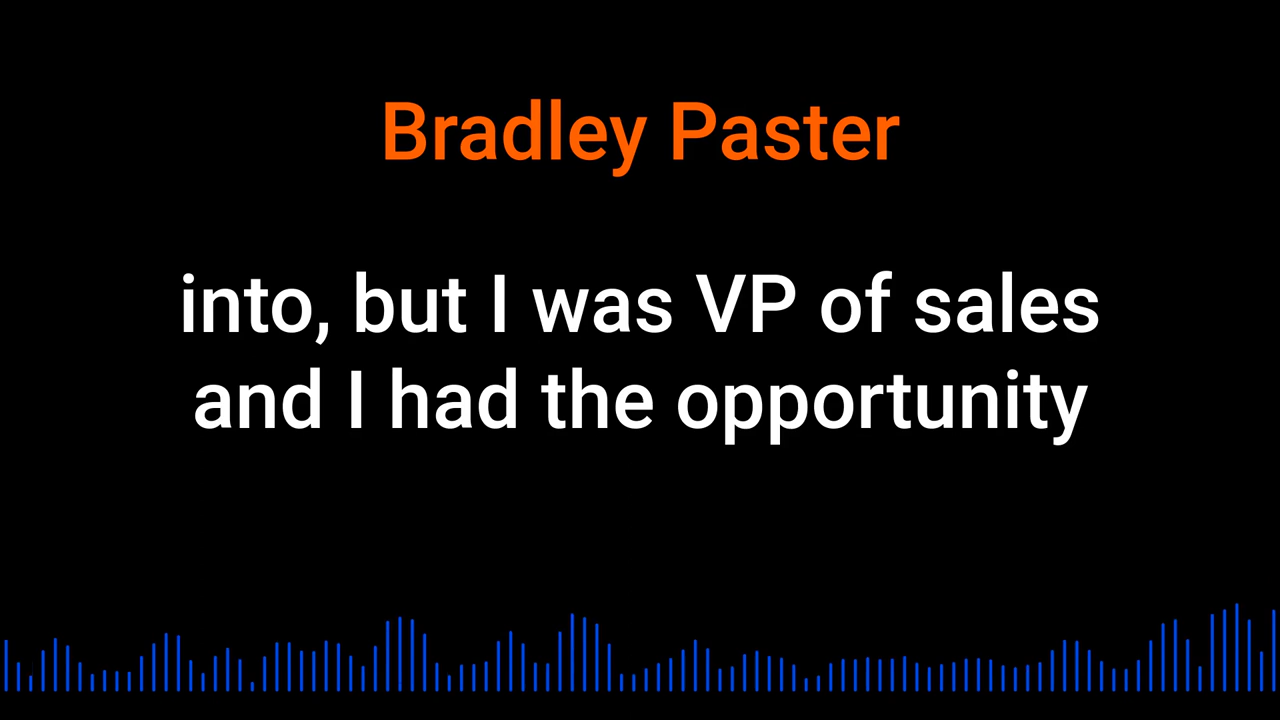 Bradley Paster
into, but I was VP of sales
and I had the opportunity